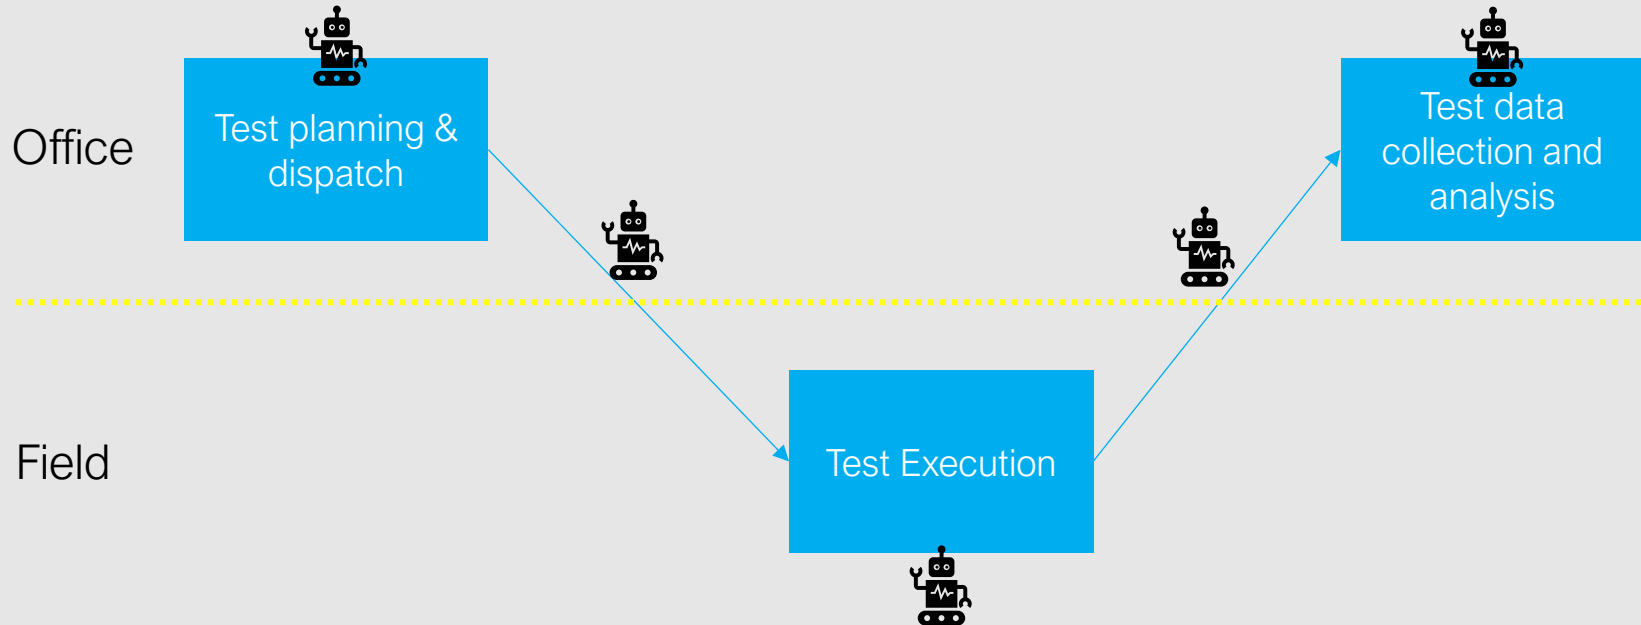 Office
Test planning &
dispatch
Test data
collection and
analysis
Field
Test Execution